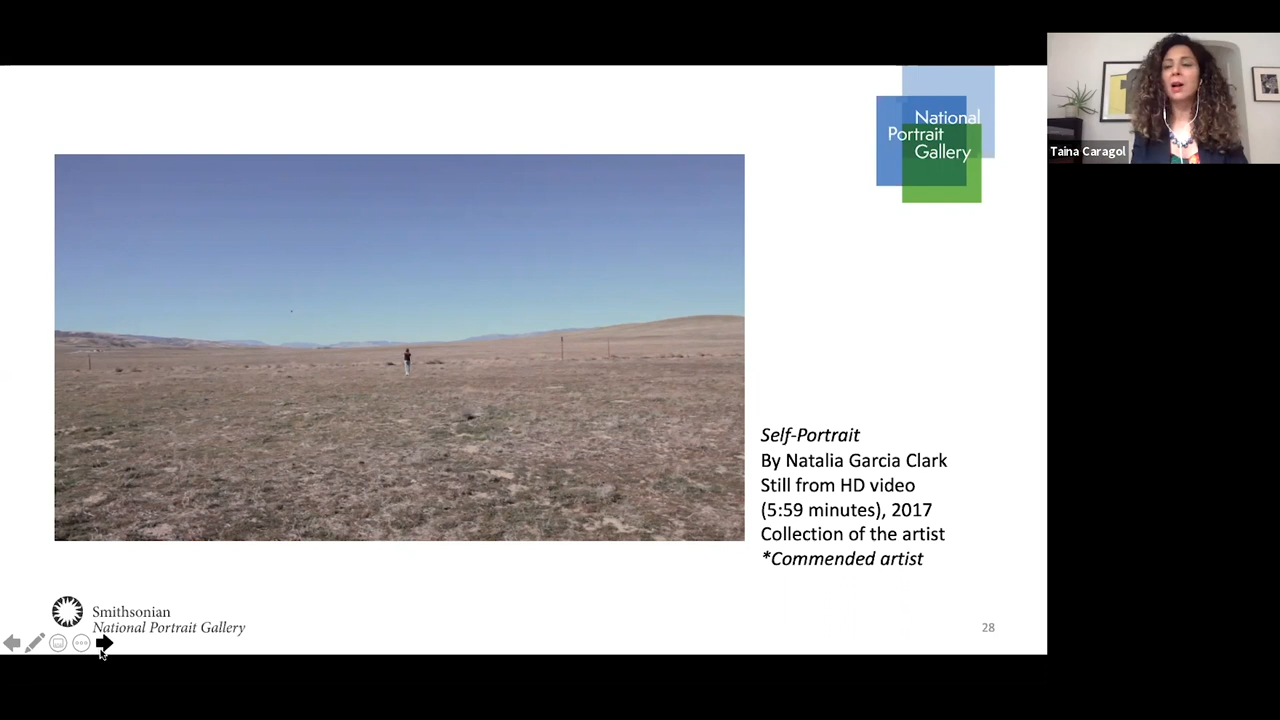 National
Portrait
Gallery
Taína Caragol
Self-Portrait
By Natalia Garcia Clark
Still from HD video
(5:59 minutes), 2017
Collection of the artist
*Commended artist
Smithsonian
National Portrait Gallery
28